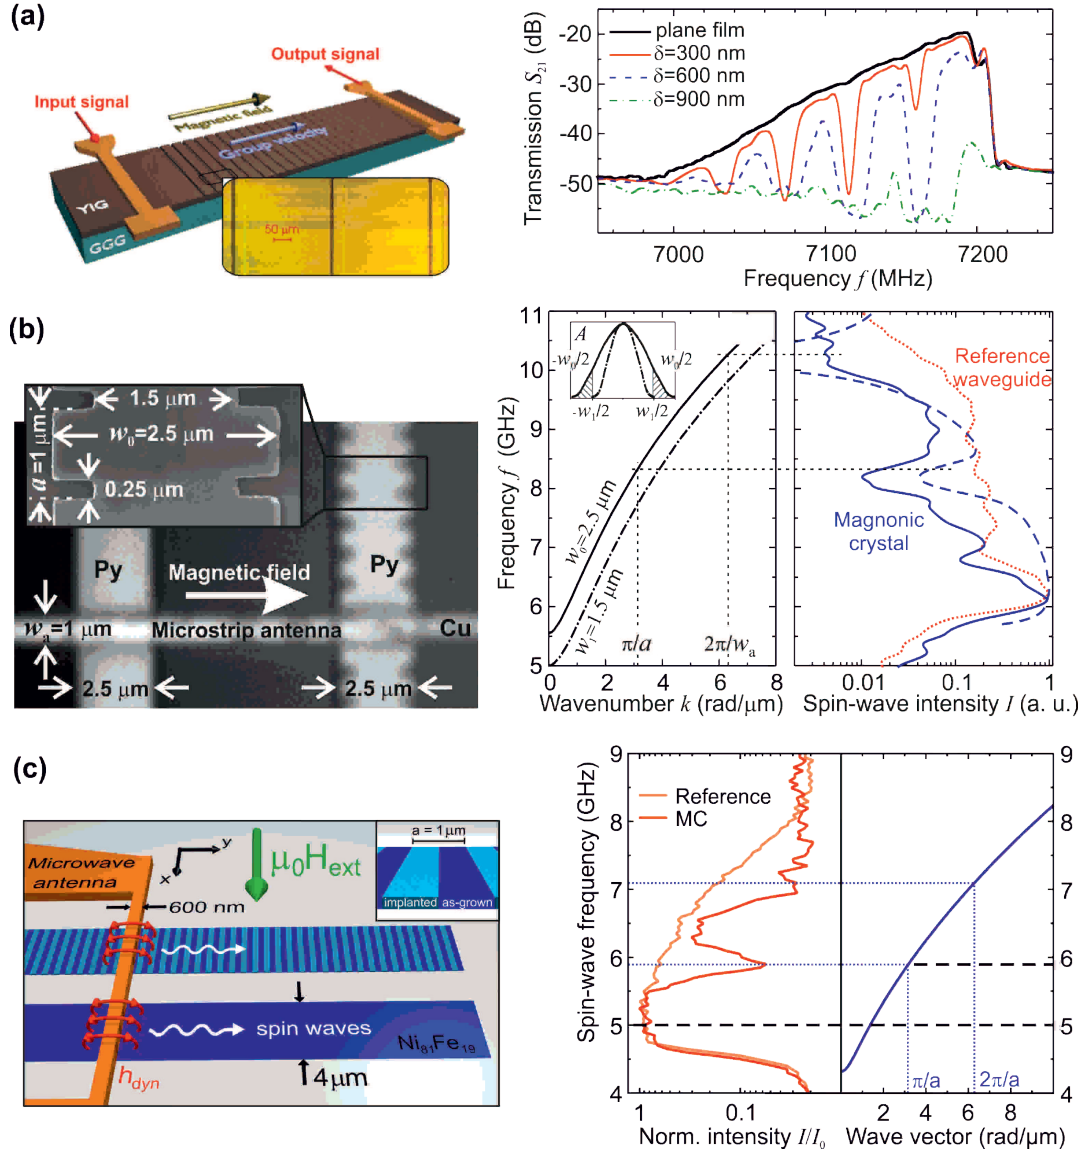 (a)
Input signal
Output signal
Magnetic field
Group velocity
YIG
GGG
50 μm
Transmission S21 (dB)
-20
-30
-40
-50
plane film
δ=300 nm
δ=600 nm
δ=900 nm
7000
7100
7200
Frequency f (MHz)
(b)
1.5 μm
w0=2.5 μm
a=1 μm
0.25 μm
Py
Magnetic field
Py
wa=1 μm
Microstrip antenna
Cu
2.5 μm
2.5 μm
Frequency f (GHz)
11
10
9
8
7
6
5
A
-w0/2
w0/2
-w1/2
w1/2
w0=2.5 μm
w1=1.5 μm
π/a
2π/wa
0
2
4
6
8
Wavenumber k (rad/μm)
Reference
waveguide
Magnonic
crystal
0.01
0.1
1
Spin-wave intensity I (a. u.)
(c)
Microwave
antenna
y
x
μ0Hext
a = 1μm
implanted
as-grown
600 nm
spin waves
Ni81Fe19
hdyn
4μm
Spin-wave frequency (GHz)
9
8
7
6
5
4
Reference
MC
1
0.1
Norm. intensity I/I0
π/a
2π/a
2
4
6
8
Wave vector (rad/μm)
9
8
7
6
5
4